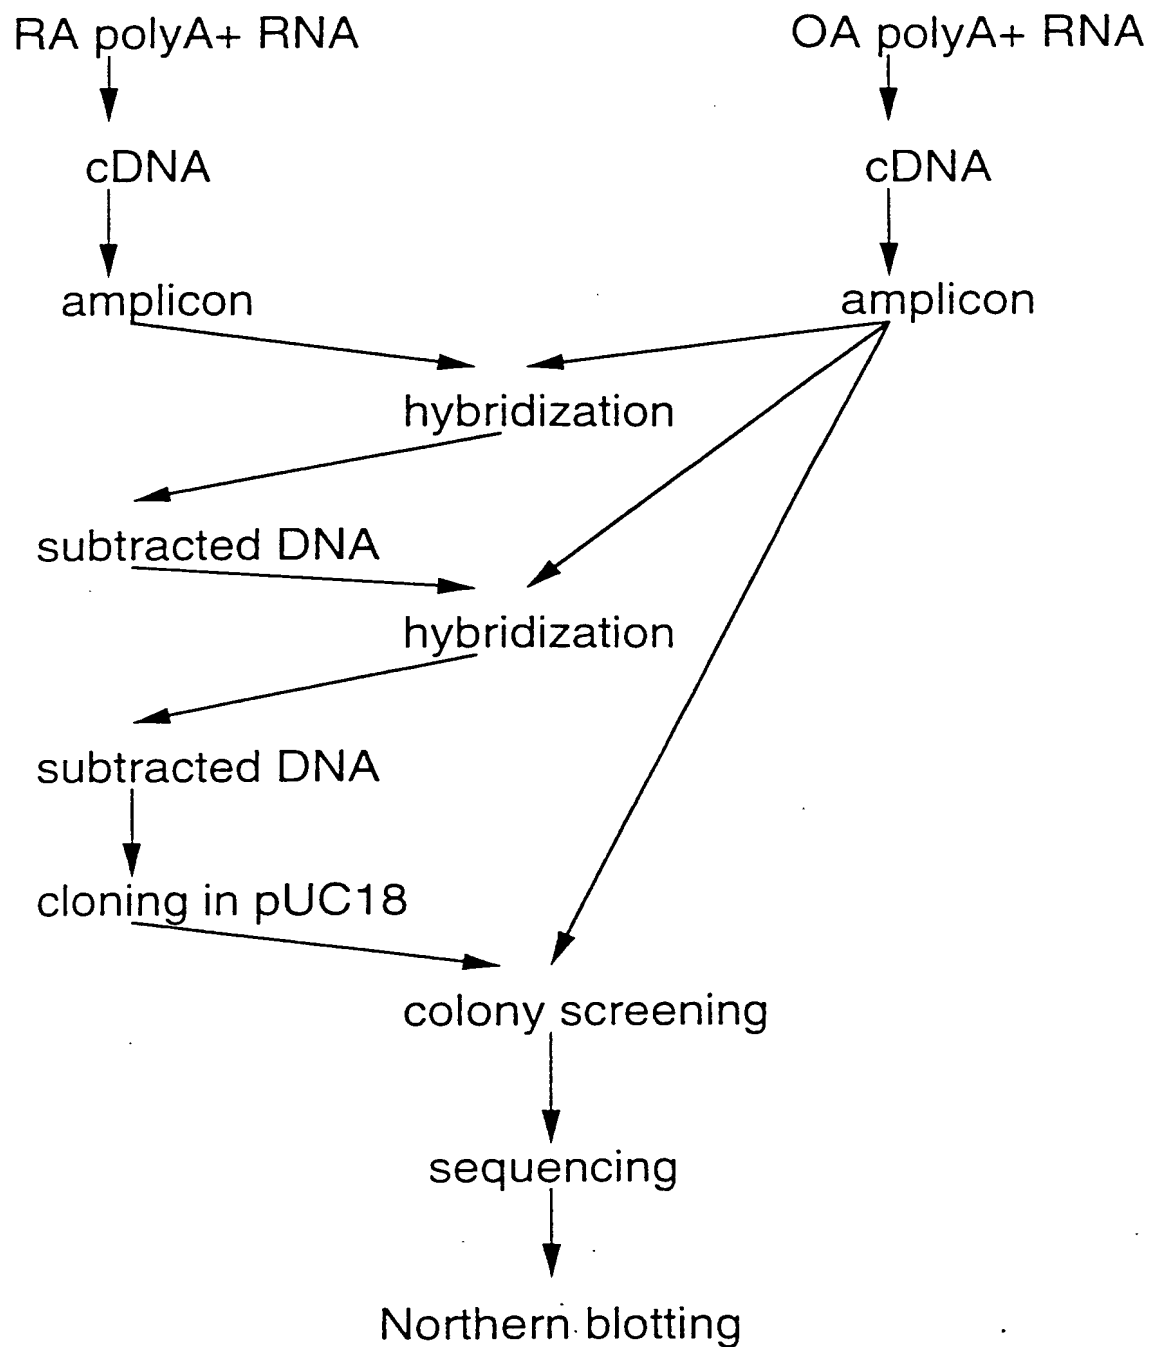 RA polyA+ RNA
OA polyA+ RNA
cDNA
cDNA
amplicon
amplicon
hybridization
subtracted DNA
hybridization
subtracted DNA
cloning in pUC18
colony screening
sequencing
Northern blotting